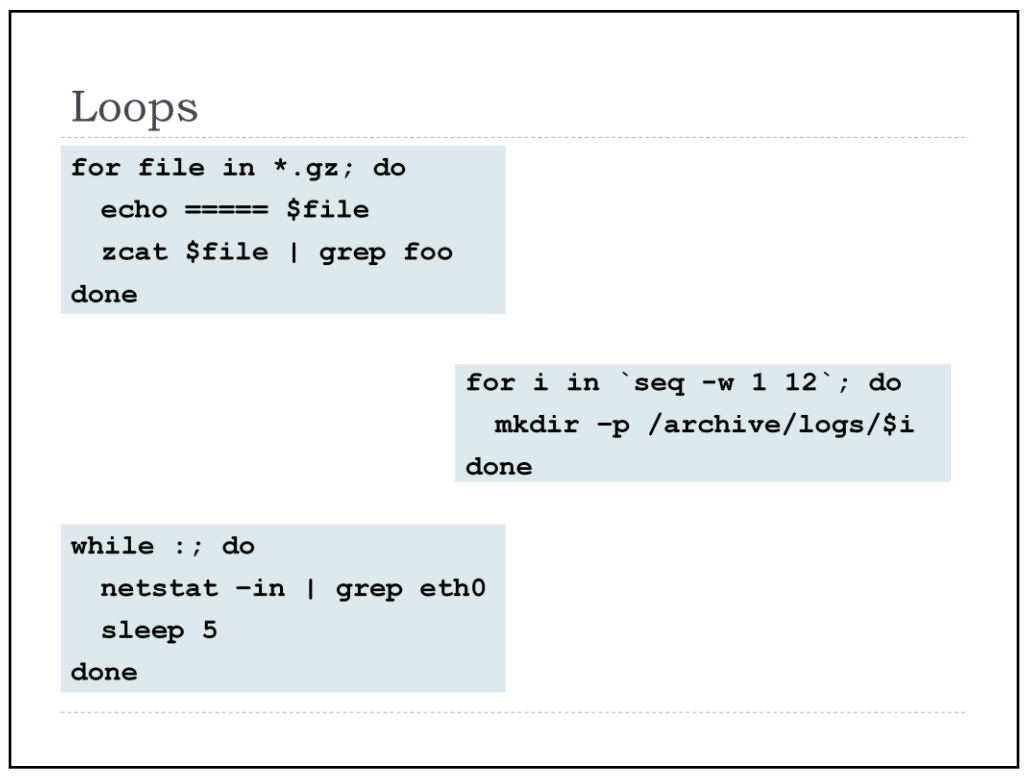 Loops
for file in *.gz; do
  echo ===== $file
  zcat $file | grep foo
done
for i in `seq -w 1 12`; do
  mkdir –p /archive/logs/$i
done
while :; do
  netstat –in | grep eth0
  sleep 5
done